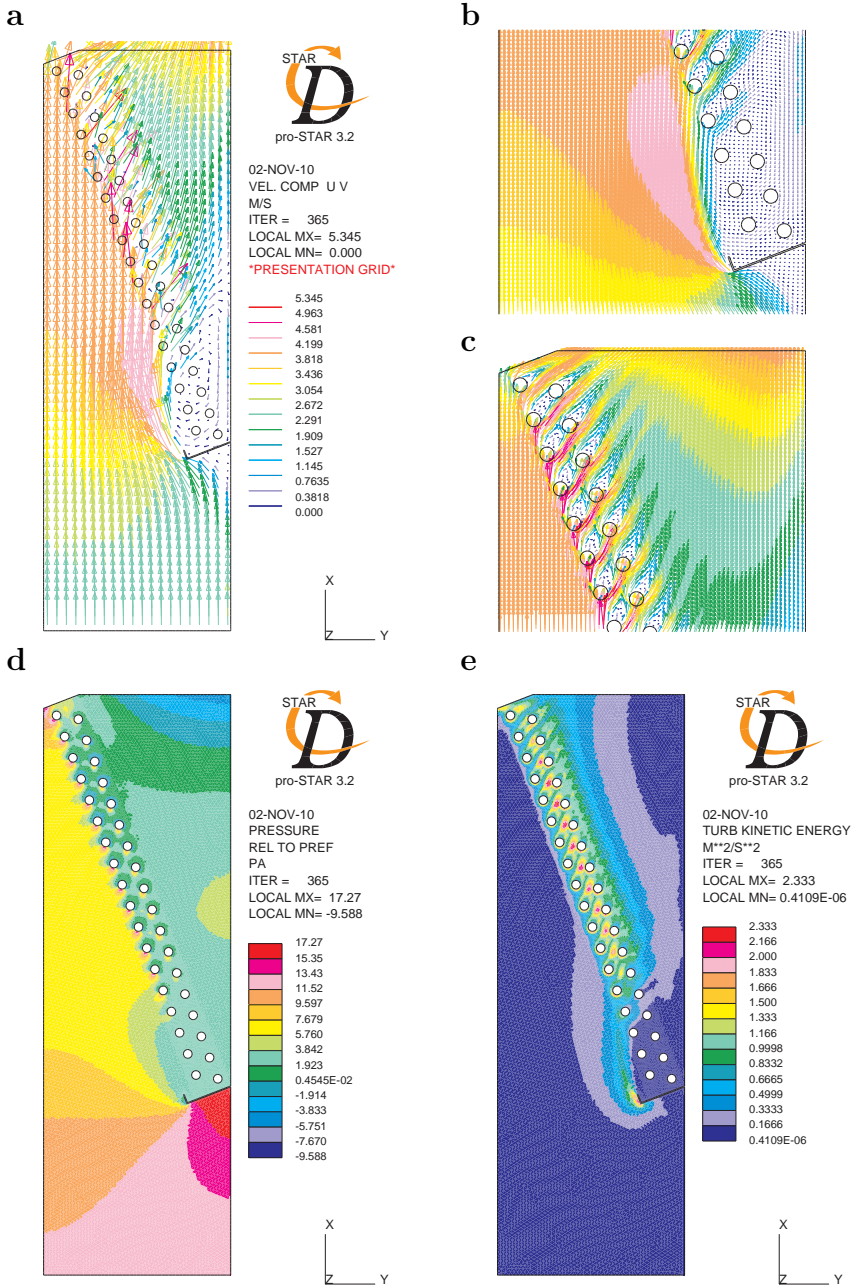 a
STAR
D
pro-STAR 3.2
02-NOV-10
VEL. COMP U V
M/S
ITER = 365
LOCAL MX= 5.345
LOCAL MN= 0.000
*PRESENTATION GRID*
5.345
4.963
4.581
4.199
3.818
3.436
3.054
2.672
2.291
1.909
1.527
1.145
0.7635
0.3818
0.000
X
Z Y
b
c
d
STAR
D
pro-STAR 3.2
02-NOV-10
PRESSURE
REL TO PREF
PA
ITER = 365
LOCAL MX= 17.27
LOCAL MN= -9.588
17.27
15.35
13.43
11.52
9.597
7.679
5.760
3.842
1.923
0.4545E-02
-1.914
-3.833
-5.751
-7.670
-9.588
X
Z Y
e
STAR
D
pro-STAR 3.2
02-NOV-10
TURB KINETIC ENERGY
M**2/S**2
ITER = 365
LOCAL MX= 2.333
LOCAL MN= 0.4109E-06
2.333
2.166
2.000
1.833
1.666
1.500
1.333
1.166
0.9998
0.8332
0.6665
0.4999
0.3333
0.1666
0.4109E-06
X
Z Y